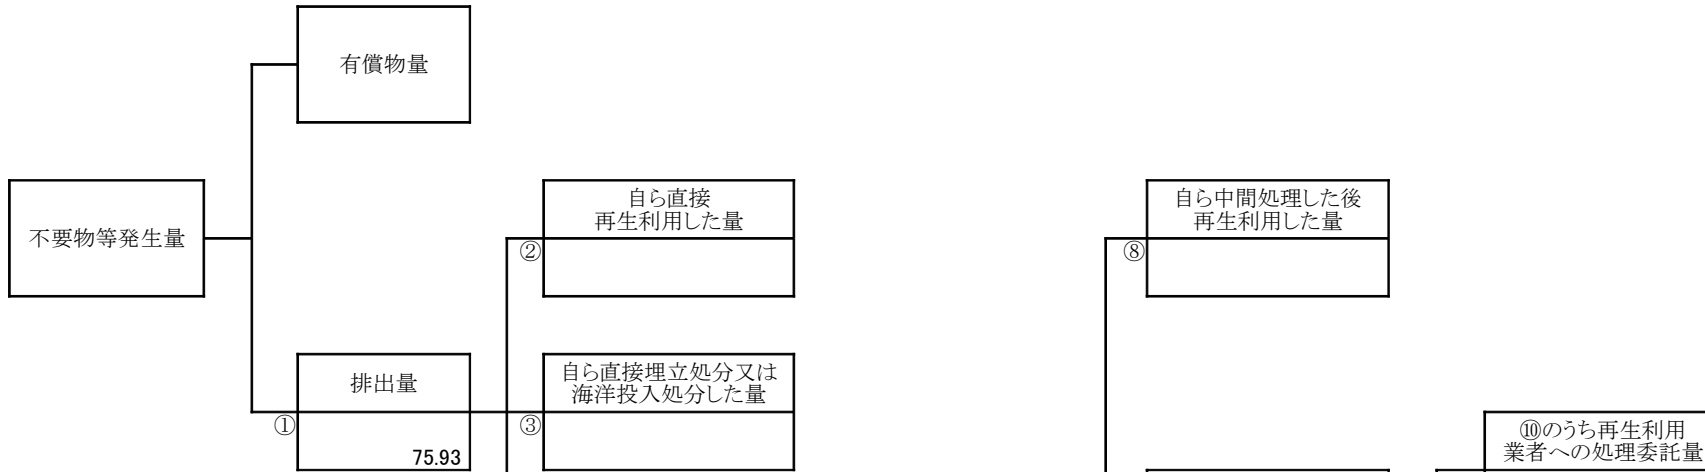 有償物量
不要物等発生量
自ら直接
再生利用した量
②
自ら中間処理した後
再生利用した量
⑧
排出量
①
75.93
自ら直接埋立処分又は
海洋投入処分した量
③
⑩のうち再生利用
業者への処理委託量